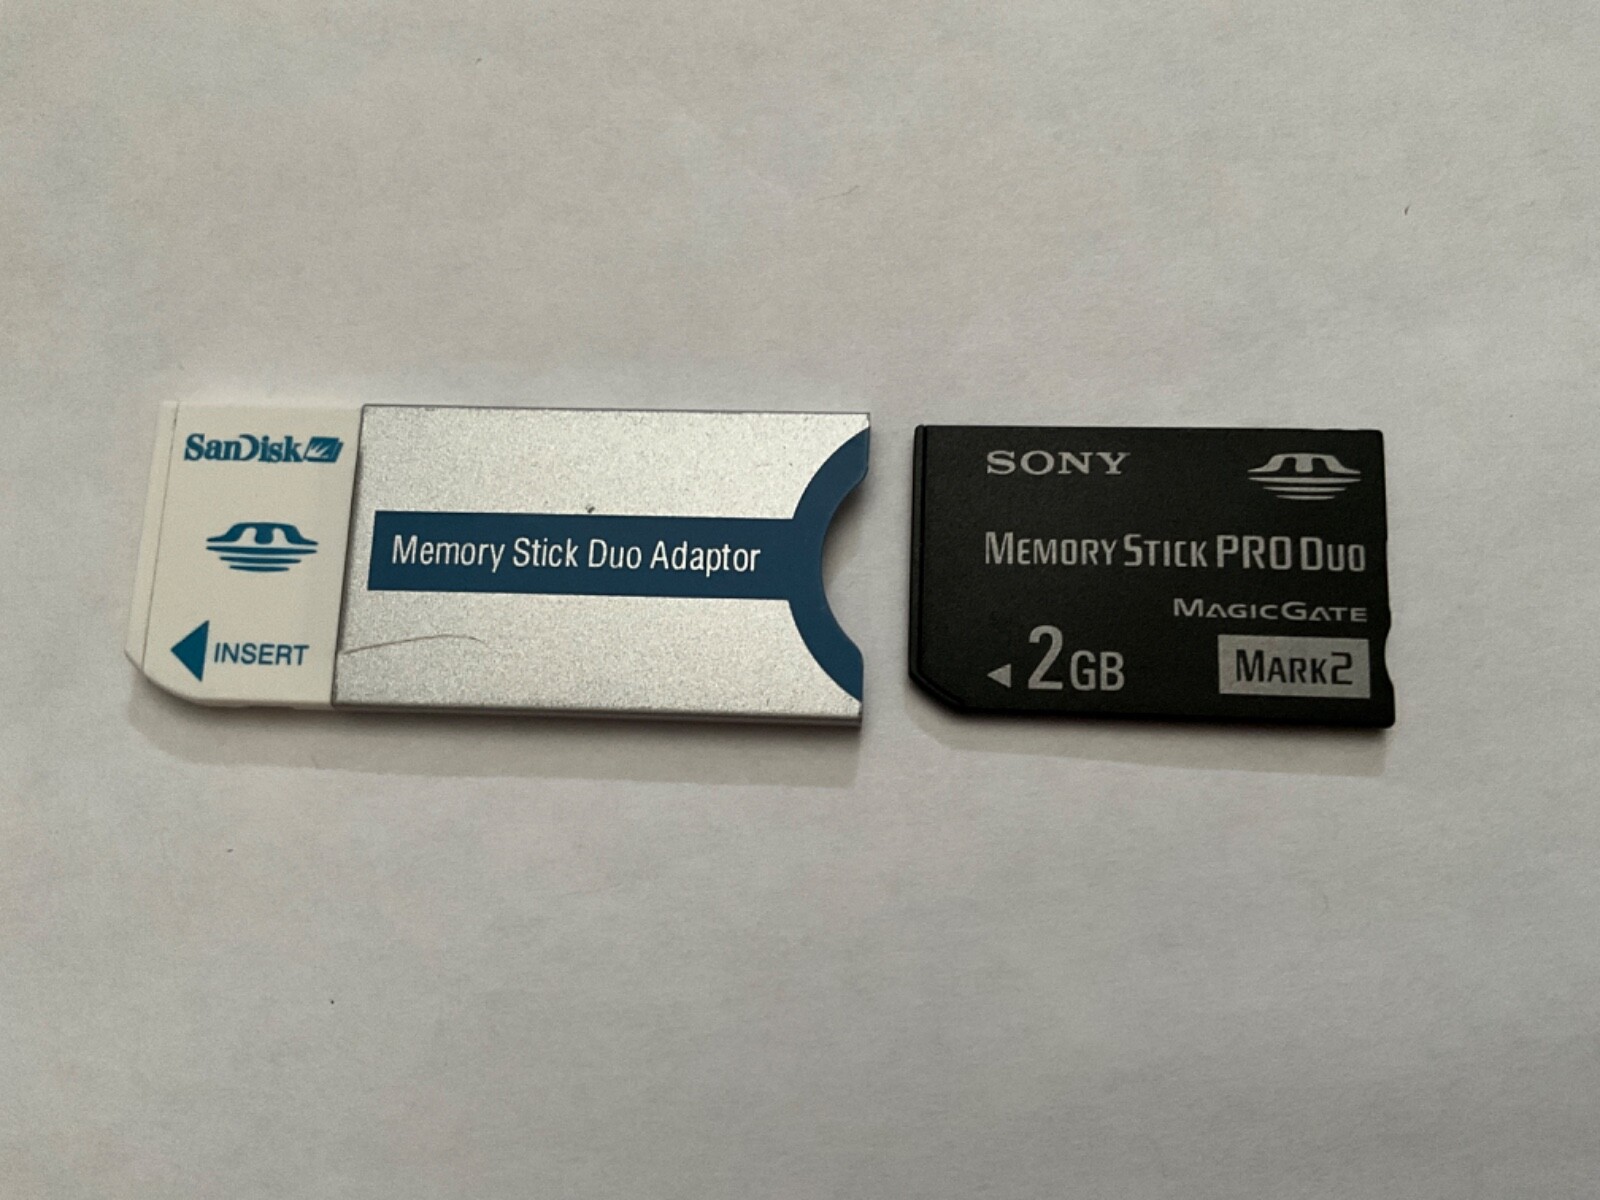 SanDisk
INSERT
Memory Stick Duo Adaptor
SONY
MEMORY STICK PRO DUO
MAGICGATE
2GB
MARK2